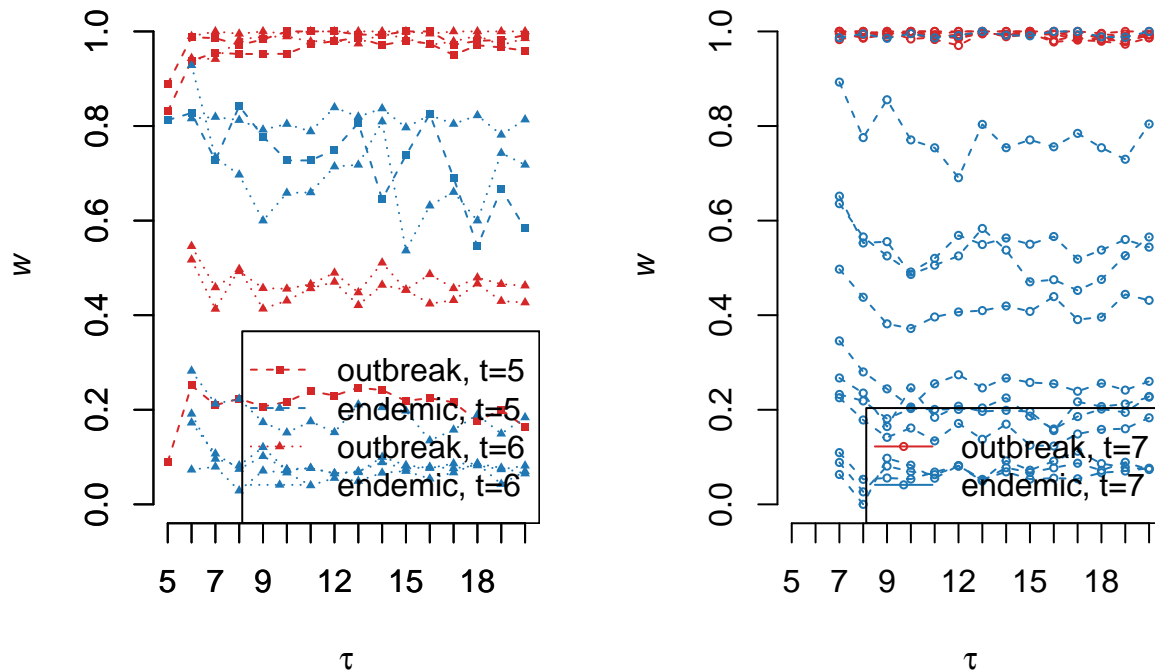 1.0
0.8
0.6
0.4
0.2
0.0
w
5 7 9 12 15 18
τ
outbreak, t=5
endemic, t=5
outbreak, t=6
endemic, t=6
1.0
0.8
0.6
0.4
0.2
0.0
w
5 7 9 12 15 18
τ
outbreak, t=7
endemic, t=7